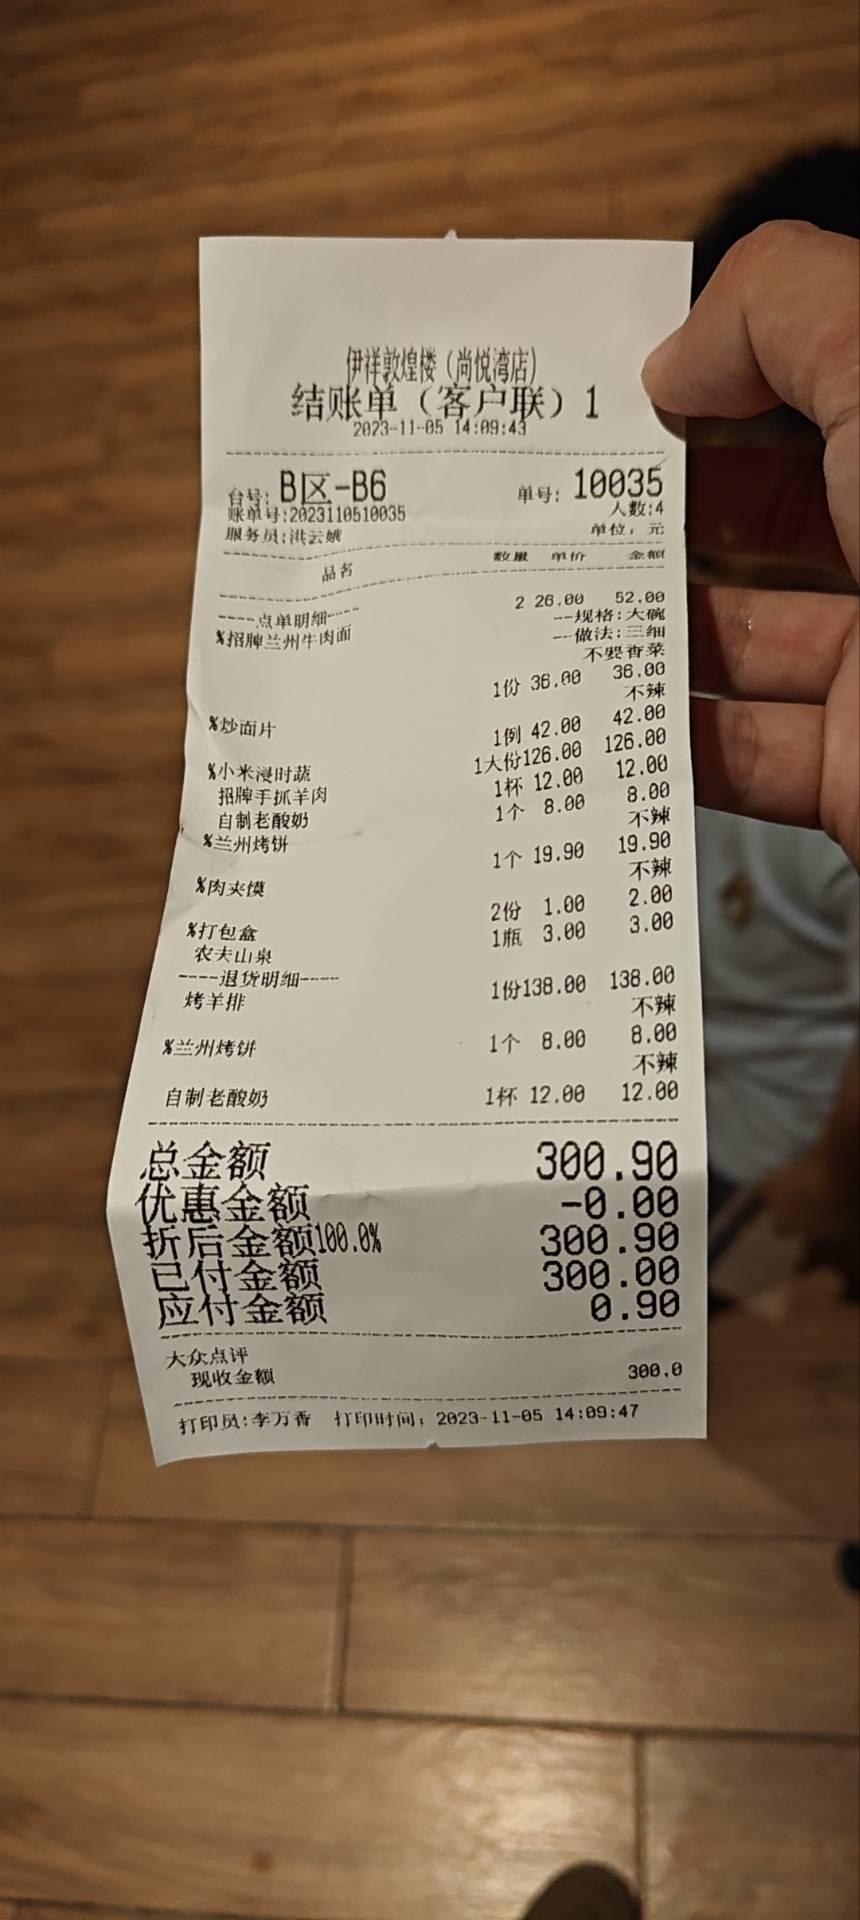 伊祥敦煌楼（尚悦湾店）
结账单（客户联）1
2023-11-05 14:09:43
台号: B区-B6 单号: 10035
账单号:2023110510035 人数:4
服务员:洪云娥 单位: 元
品名 数量 单价 金额
----点单明细----
%招牌兰州牛肉面 2 26.00 52.00
--规格:大碗
--做法:三细
不要香菜
%炒面片 1份 36.00 36.00
不辣
%小米浸时蔬 1例 42.00 42.00
招牌手抓羊肉 1大份126.00 126.00
自制老酸奶 1杯 12.00 12.00
%兰州烤饼 1个 8.00 8.00
不辣
%肉夹馍 1个 19.90 19.90
不辣
%打包盒 2份 1.00 2.00
农夫山泉 1瓶 3.00 3.00
----退货明细----
烤羊排 1份138.00 138.00
不辣
%兰州烤饼 1个 8.00 8.00
不辣
自制老酸奶 1杯 12.00 12.00
总金额 300.90
优惠金额 -0.00
折后金额100.0% 300.90
已付金额 300.00
应付金额 0.90
大众点评
现收金额 300.0
打印员:李万香 打印时间: 2023-11-05 14:09:47